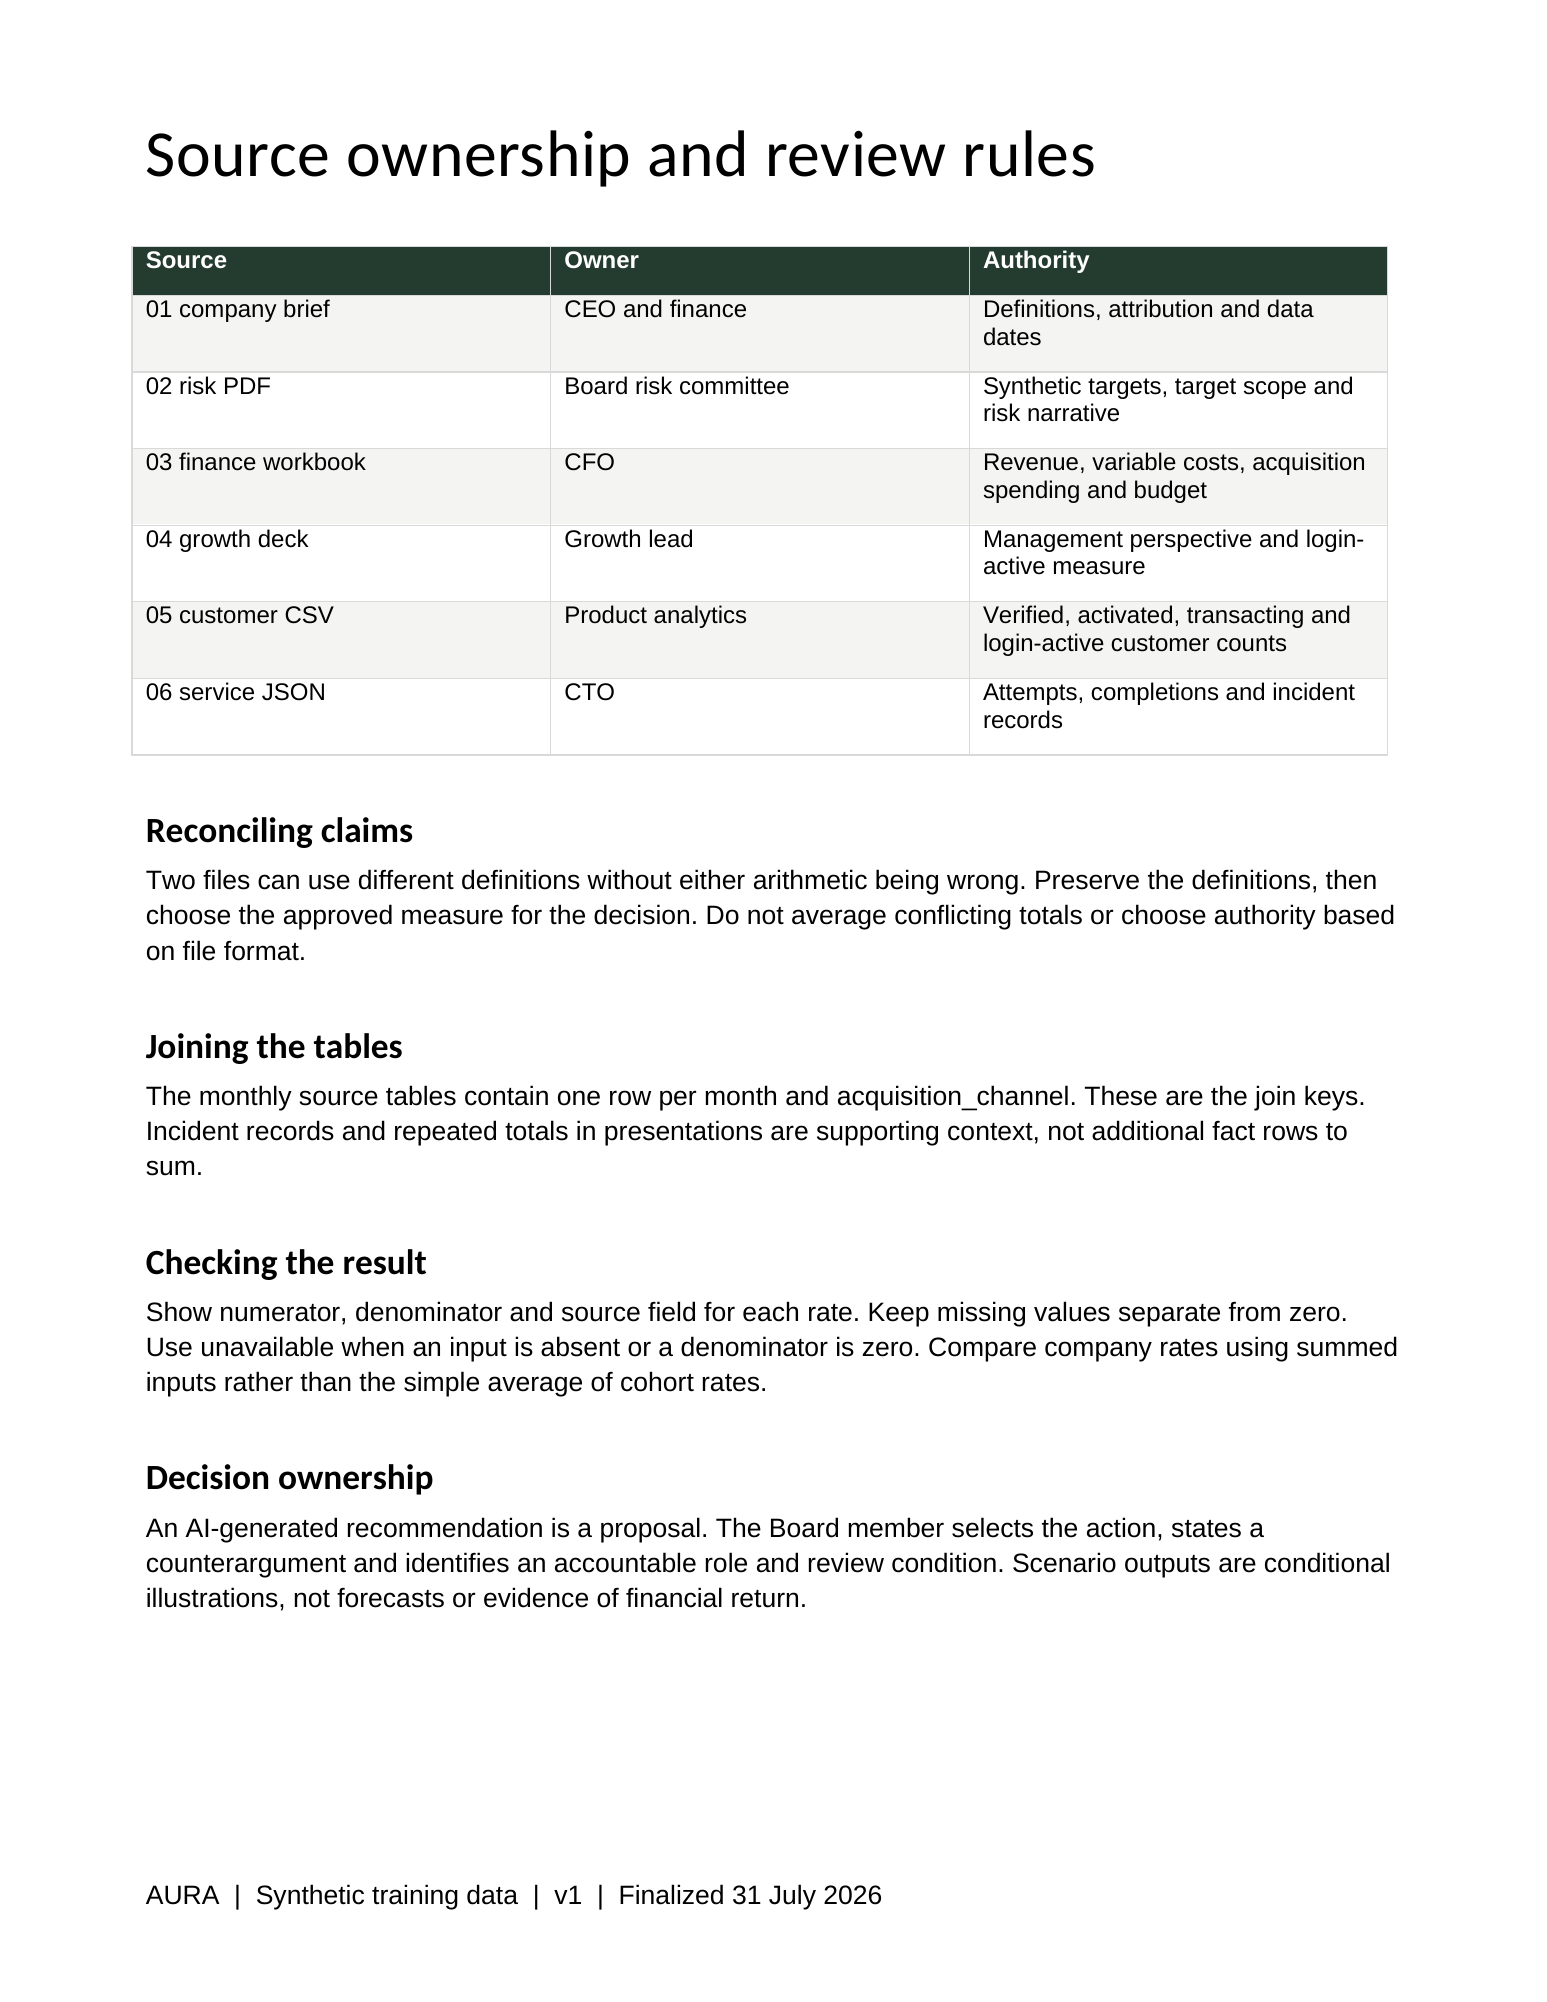 Source ownership and review rules
Source Owner Authority
01 company brief CEO and finance Definitions, attribution and data
dates
02 risk PDF Board risk committee Synthetic targets, target scope and
risk narrative
03 finance workbook CFO Revenue, variable costs, acquisition
spending and budget
04 growth deck Growth lead Management perspective and login-
active measure
05 customer CSV Product analytics Verified, activated, transacting and
login-active customer counts
06 service JSON CTO Attempts, completions and incident
records
Reconciling claims
Two files can use different definitions without either arithmetic being wrong. Preserve the definitions, then
choose the approved measure for the decision. Do not average conflicting totals or choose authority based
on file format.
Joining the tables
The monthly source tables contain one row per month and acquisition_channel. These are the join keys.
Incident records and repeated totals in presentations are supporting context, not additional fact rows to
sum.
Checking the result
Show numerator, denominator and source field for each rate. Keep missing values separate from zero.
Use unavailable when an input is absent or a denominator is zero. Compare company rates using summed
inputs rather than the simple average of cohort rates.
Decision ownership
An AI-generated recommendation is a proposal. The Board member selects the action, states a
counterargument and identifies an accountable role and review condition. Scenario outputs are conditional
illustrations, not forecasts or evidence of financial return.
AURA | Synthetic training data | v1 | Finalized 31 July 2026